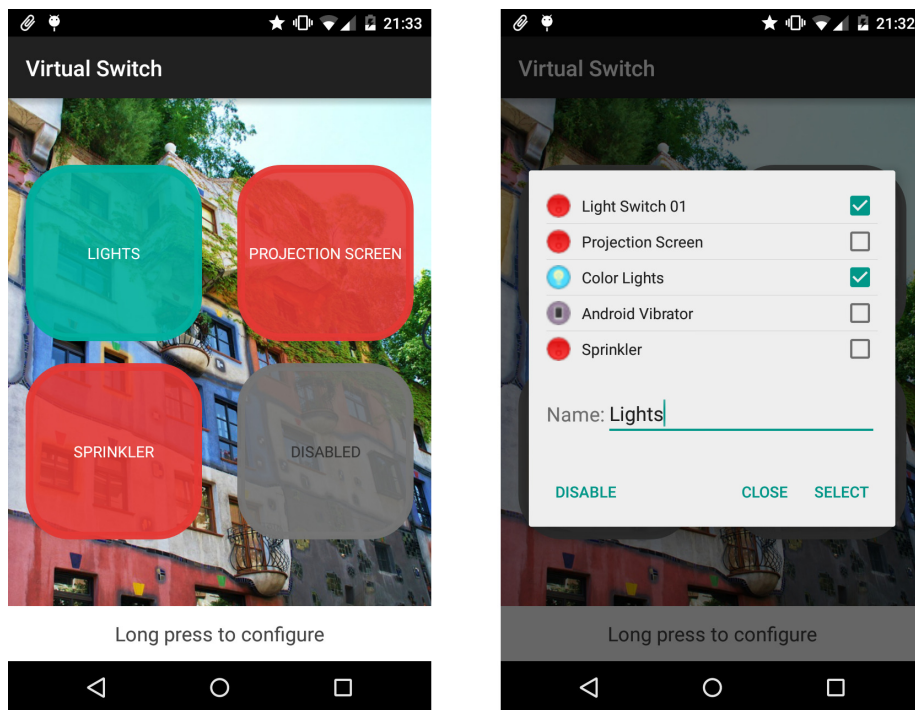 21:33
Virtual Switch
LIGHTS
PROJECTION SCREEN
SPRINKLER
DISABLED
Long press to configure
21:32
Virtual Switch
Light Switch 01
Projection Screen
Color Lights
Android Vibrator
Sprinkler
Name: Lights
DISABLE CLOSE SELECT
Long press to configure